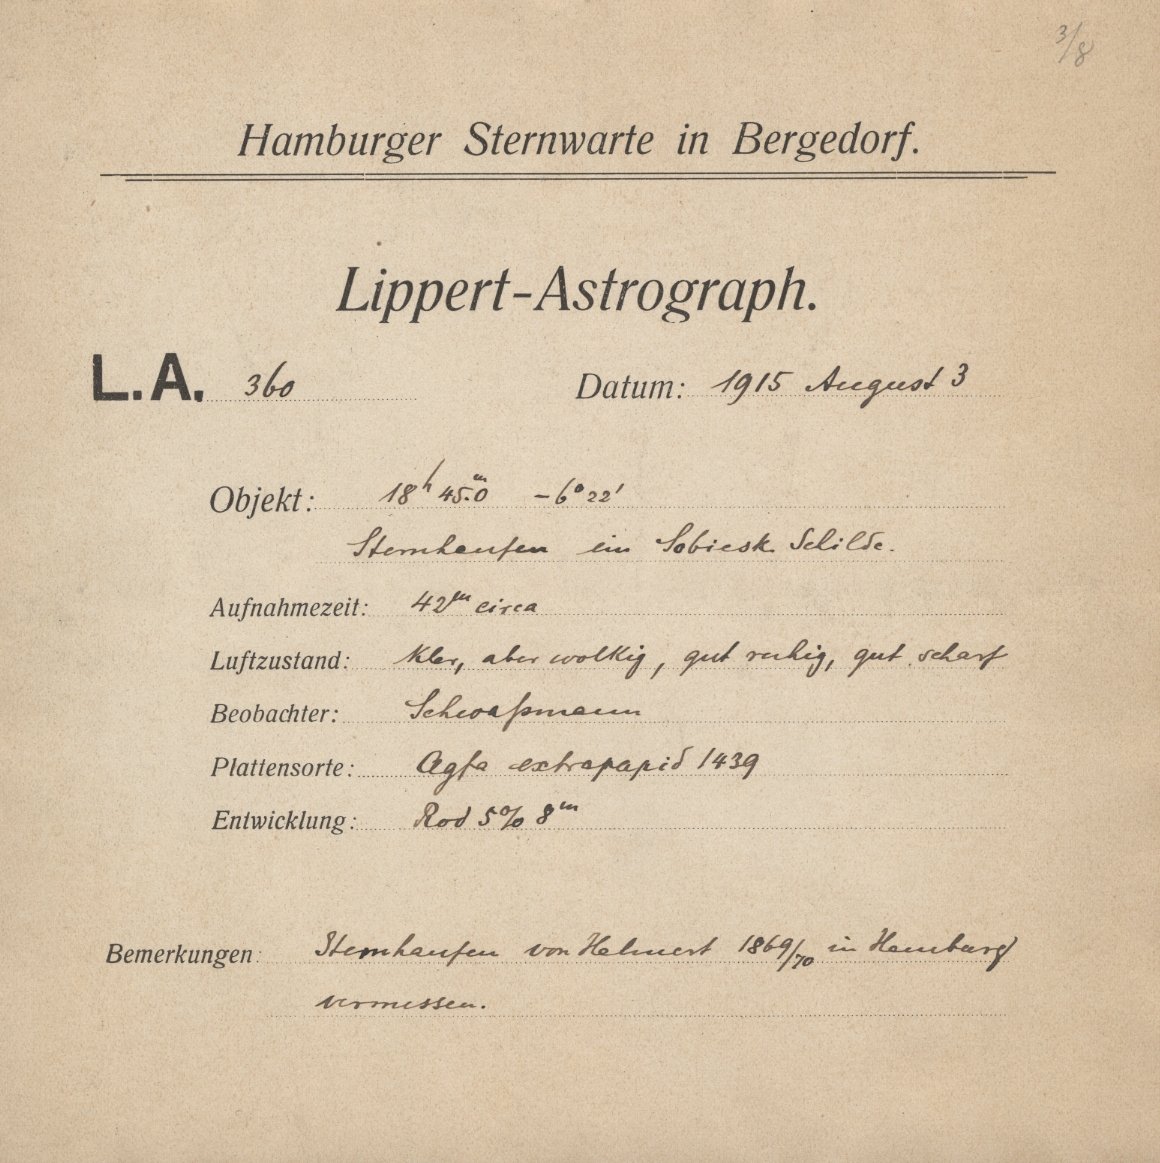 3/8
Hamburger Sternwarte in Bergedorf.
Lippert-Astrograph.
L.A. 360 Datum: 1915 August 3
Objekt: 18h 45.m0 -6° 22'
Sternhaufen im Sobiesk. Schilde.
Aufnahmezeit: 42m circa
Luftzustand: klar, aber wolkig, gut ruhig, gut scharf
Beobachter: Schwaßmann
Plattensorte: Agfa extrarapid 1439
Entwicklung: Rod 5% 8m
Bemerkungen: Sternhaufen von Helmert 1869/70 in Hamburg
vermessen.